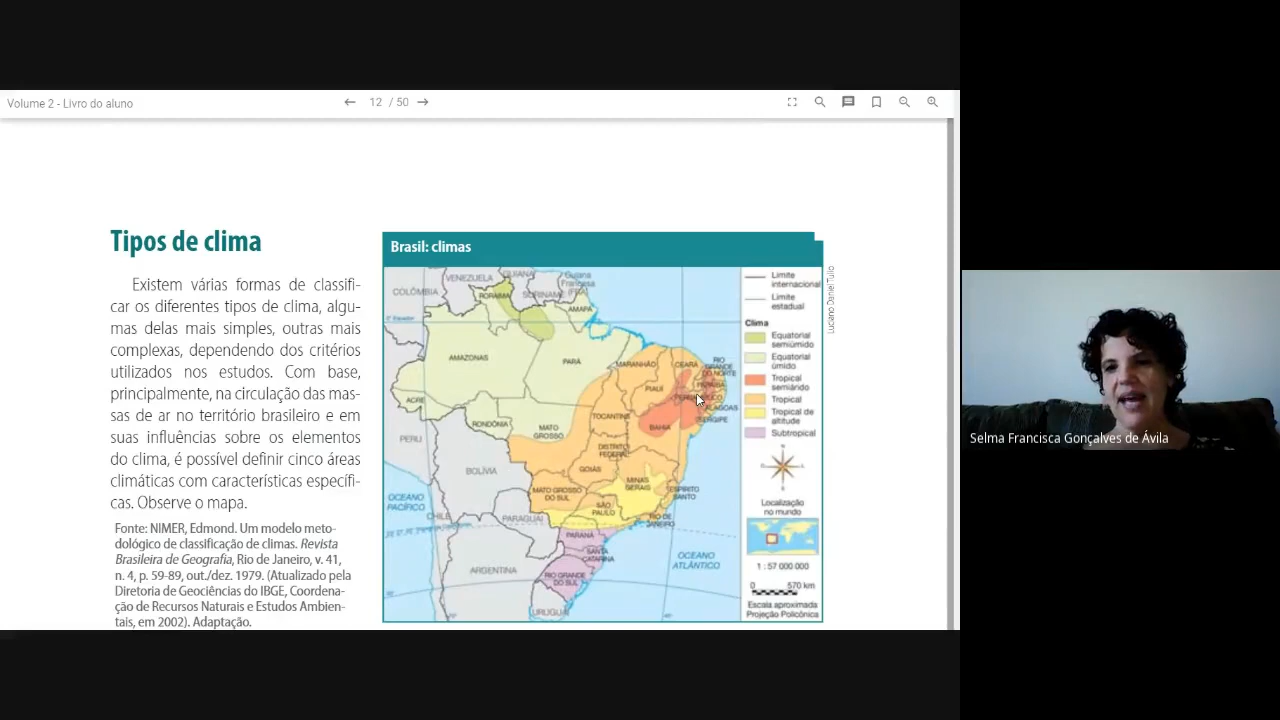 Volume 2 - Livro do aluno
12 / 50
Tipos de clima
Existem várias formas de classifi-
car os diferentes tipos de clima, algu-
mas delas mais simples, outras mais
complexas, dependendo dos critérios
utilizados nos estudos. Com base,
principalmente, na circulação das mas-
sas de ar no território brasileiro e em
suas influências sobre os elementos
do clima, é possível definir cinco áreas
climáticas com características específi-
cas. Observe o mapa.
Fonte: NIMER, Edmond. Um modelo meto-
dológico de classificação de climas. Revista
Brasileira de Geografia, Rio de Janeiro, v. 41,
n. 4, p. 59-89, out./dez. 1979. (Atualizado pela
Diretoria de Geociências do IBGE, Coordena-
ção de Recursos Naturais e Estudos Ambien-
tais, em 2002). Adaptação.
Brasil: climas
VENEZUELA
GUIANA
Guiana
Francesa
(FRA)
COLÔMBIA
SURINAME
RORAIMA
AMAPÁ
AMAZONAS
PARÁ
MARANHÃO
CEARÁ
RIO
GRANDE
DO NORTE
PARAÍBA
PIAUÍ
ALAGOAS
SERGIPE
ACRE
TOCANTINS
RONDÔNIA
MATO
GROSSO
BAHIA
PERU
DISTRITO
FEDERAL
GOIÁS
BOLÍVIA
MINAS
GERAIS
MATO GROSSO
DO SUL
ESPÍRITO
SANTO
OCEANO
PACÍFICO
SÃO
PAULO
RIO DE
JANEIRO
CHILE
PARAGUAI
PARANÁ
SANTA
CATARINA
OCEANO
ATLÂNTICO
ARGENTINA
RIO GRANDE
DO SUL
URUGUAI
Limite
internacional
Limite
estadual
Clima
Equatorial
semiúmido
Equatorial
úmido
Tropical
semiárido
Tropical
Tropical de
altitude
Subtropical
Localização
no mundo
1 : 57 000 000
0 570 km
Escala aproximada
Projeção Policônica
Selma Francisca Gonçalves de Ávila